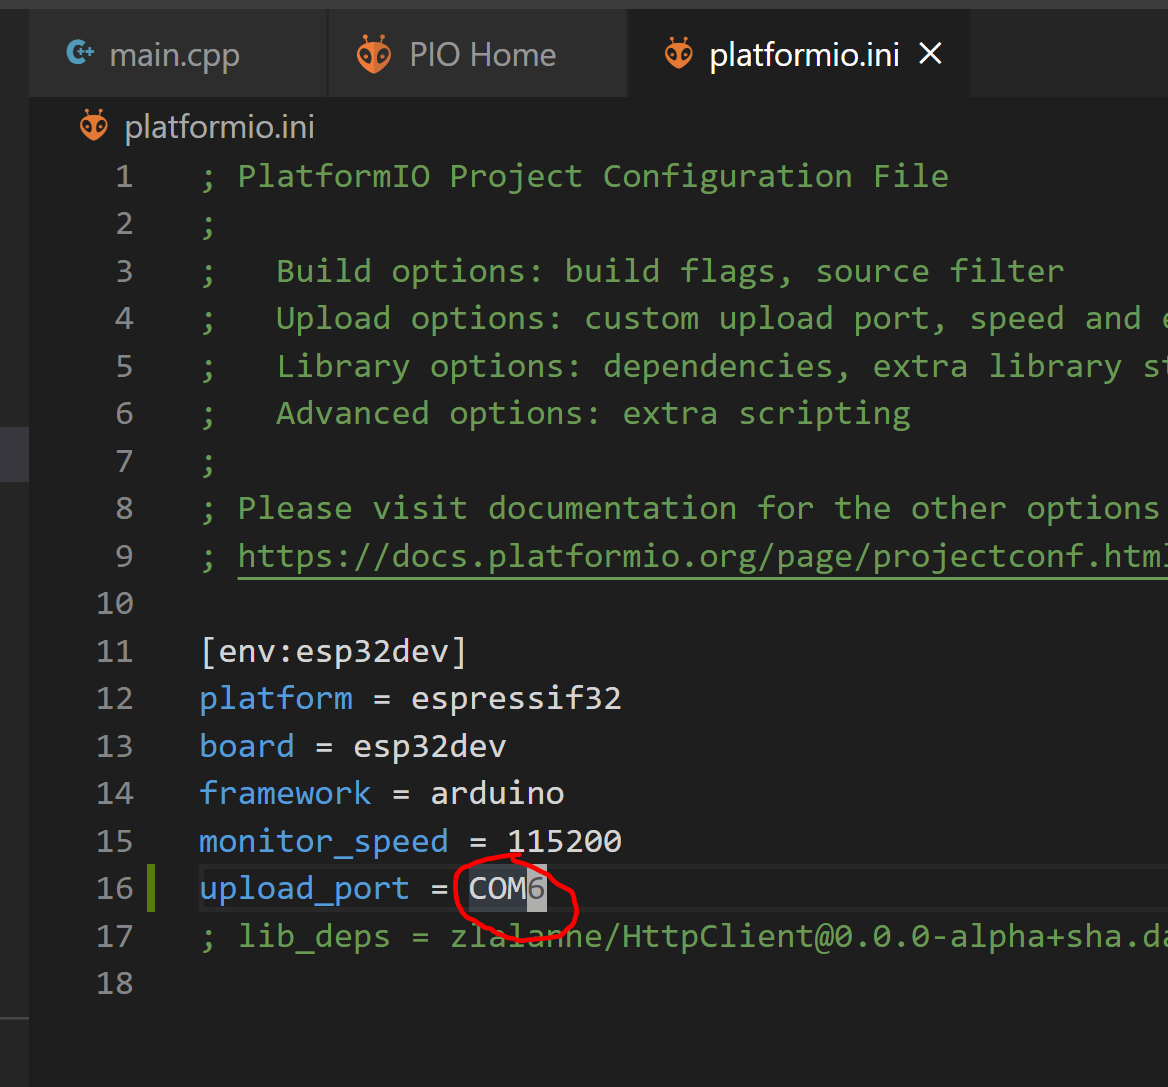 main.cpp PIO Home platformio.ini
platformio.ini
1 ; PlatformIO Project Configuration File
2 ;
3 ; Build options: build flags, source filter
4 ; Upload options: custom upload port, speed and
5 ; Library options: dependencies, extra library
6 ; Advanced options: extra scripting
7 ;
8 ; Please visit documentation for the other options
9 ; https://docs.platformio.org/page/projectconf.html
10
11 [env:esp32dev]
12 platform = espressif32
13 board = esp32dev
14 framework = arduino
15 monitor_speed = 115200
16 upload_port = COM6
17 ; lib_deps = zlalanne/HttpClient@0.0.0-alpha+sha.da
18